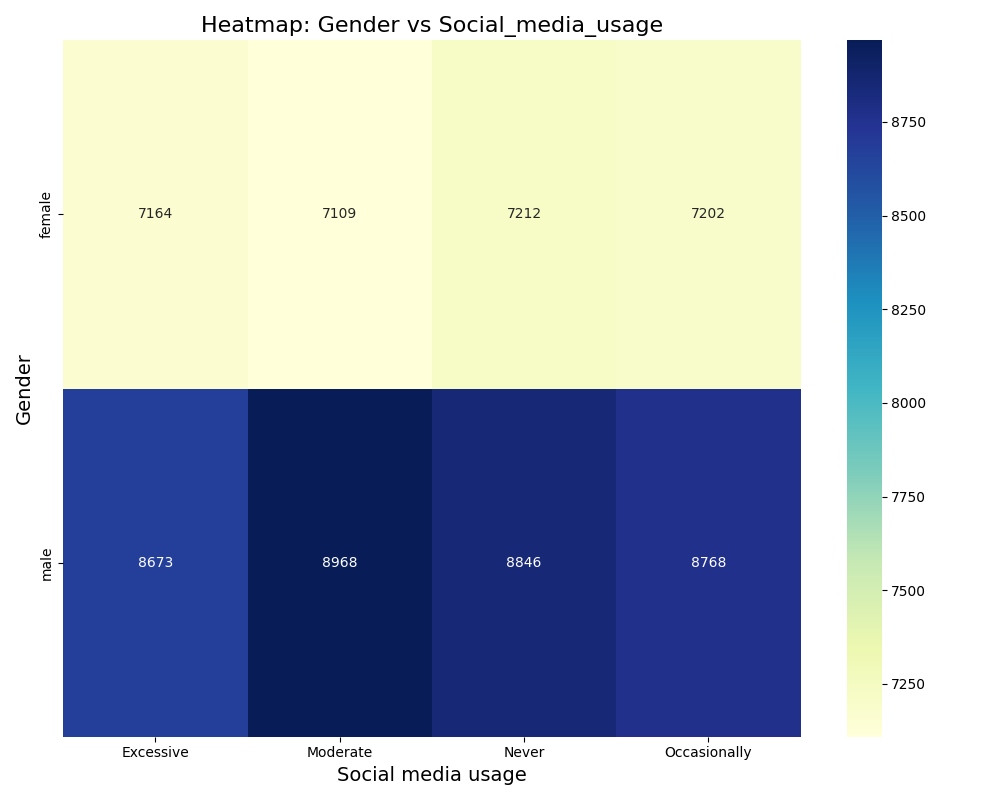 Heatmap: Gender vs Social_media_usage
female
7164 7109 7212 7202
Gender
male
8673 8968 8846 8768
Excessive Moderate Never Occasionally
Social media usage
8750
8500
8250
8000
7750
7500
7250